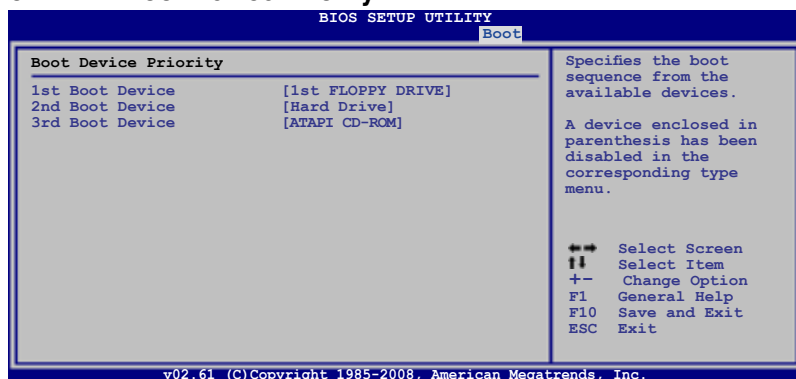 BIOS SETUP UTILITY
Boot
Boot Device Priority
1st Boot Device [1st FLOPPY DRIVE]
2nd Boot Device [Hard Drive]
3rd Boot Device [ATAPI CD-ROM]
Specifies the boot
sequence from the
available devices.
A device enclosed in
parenthesis has been
disabled in the
corresponding type
menu.
←→ Select Screen
↑↓ Select Item
+- Change Option
F1 General Help
F10 Save and Exit
ESC Exit
v02.61 (C)Copyright 1985-2008, American Megatrends, Inc.